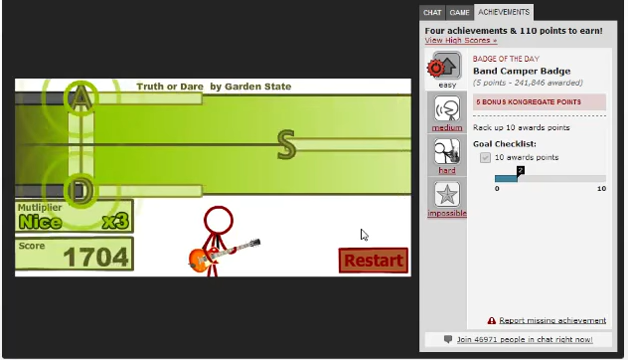 CHAT GAME ACHIEVEMENTS
Four achievements & 110 points to earn!
View High Scores »
BADGE OF THE DAY
Band Camper Badge
(5 points - 241,846 awarded)
easy
5 BONUS KONGREGATE POINTS
medium
Rack up 10 awards points
hard
Goal Checklist:
10 awards points
2
0 10
impossible
Report missing achievement
Join 46971 people in chat right now!
Truth or Dare by Garden State
A
S
D
Mutliplier
Nice x3
Score
1704
Restart